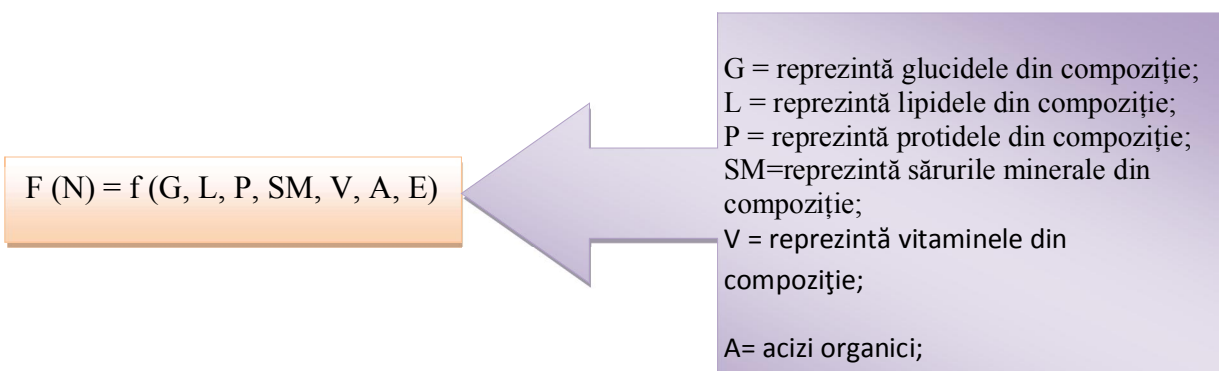 F (N) = f (G, L, P, SM, V, A, E)
G = reprezintă glucidele din compoziție;
L = reprezintă lipidele din compoziție;
P = reprezintă protidele din compoziție;
SM=reprezintă sărurile minerale din
compoziție;
V = reprezintă vitaminele din
compoziţie;
A= acizi organici;